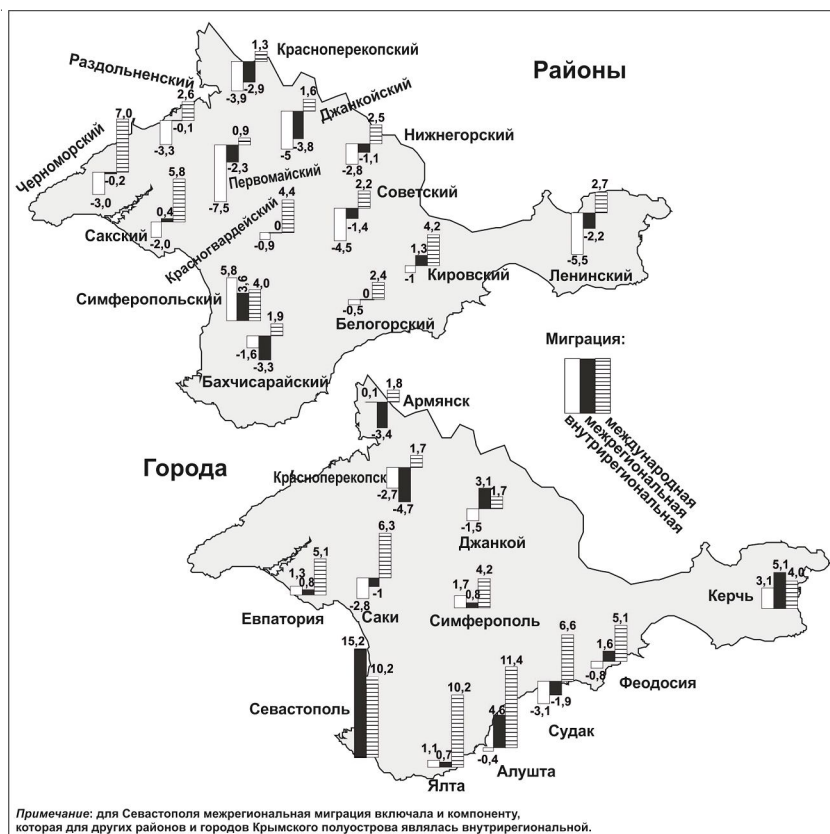 Районы
Красноперекопский
1,3
-3,9
-2,9
Раздольненский
2,6
-3,3
-0,1
Джанкойский
1,6
-5
-3,8
Черноморский
7,0
-3,0
-0,2
Первомайский
0,9
-7,5
-2,3
Нижнегорский
2,5
-2,8
-1,1
Сакский
5,8
0,4
-2,0
Красногвардейский
4,4
0
-0,9
Советский
2,2
-4,5
-1,4
Кировский
4,2
1,3
-1
Ленинский
2,7
-2,2
-5,5
Симферопольский
5,8
3,6
4,0
Белогорский
2,4
0
-0,5
Бахчисарайский
1,9
-1,6
-3,3
Миграция:
международная
межрегиональная
внутрирегиональная
Города
Армянск
0,1
1,8
-3,4
Красноперекопск
1,7
-2,7
-4,7
Джанкой
3,1
1,7
-1,5
Евпатория
1,3
0,8
5,1
Саки
6,3
-2,8
-1
Симферополь
1,7
0,8
4,2
Керчь
3,1
5,1
4,0
Севастополь
15,2
10,2
Ялта
1,1
0,7
10,2
Алушта
11,4
4,6
-0,4
Судак
6,6
-3,1
-1,9
Феодосия
5,1
1,6
-0,8
Примечание: для Севастополя межрегиональная миграция включала и компоненту,
которая для других районов и городов Крымского полуострова являлась внутрирегиональной.